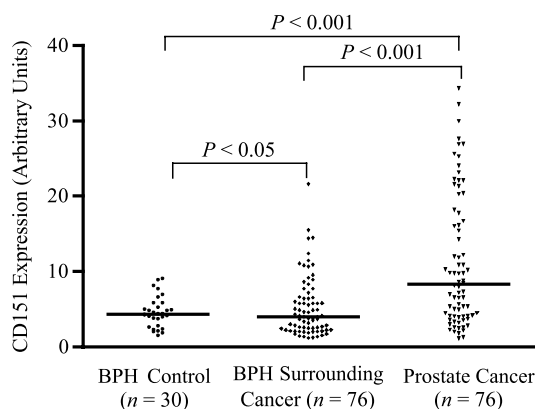 P < 0.001
P < 0.001
P < 0.05
CD151 Expression (Arbitrary Units)
40
30
20
10
0
BPH Control
(n = 30)
BPH Surrounding
Cancer (n = 76)
Prostate Cancer
(n = 76)